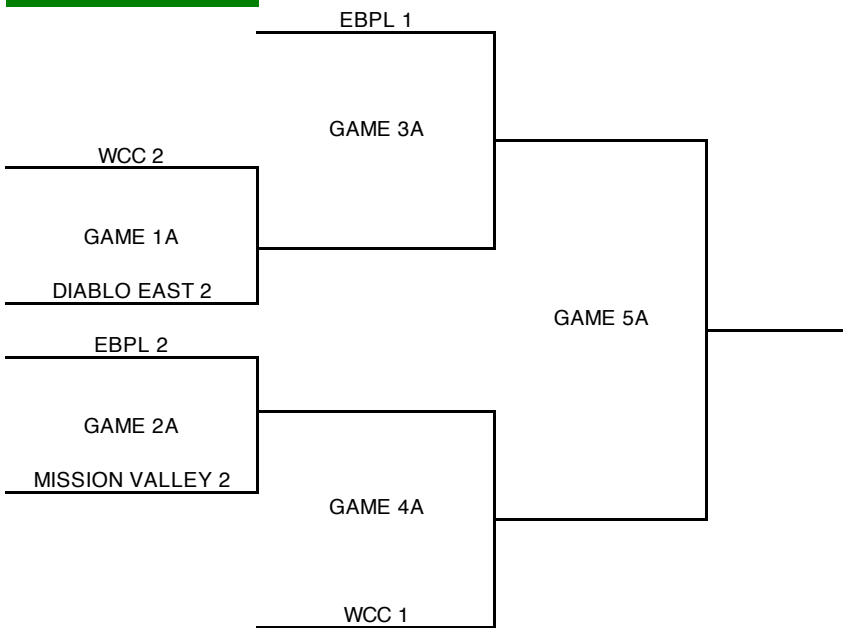 EBPL 1
GAME 3A
WCC 2
GAME 1A
DIABLO EAST 2
GAME 5A
EBPL 2
GAME 2A
MISSION VALLEY 2
GAME 4A
WCC 1